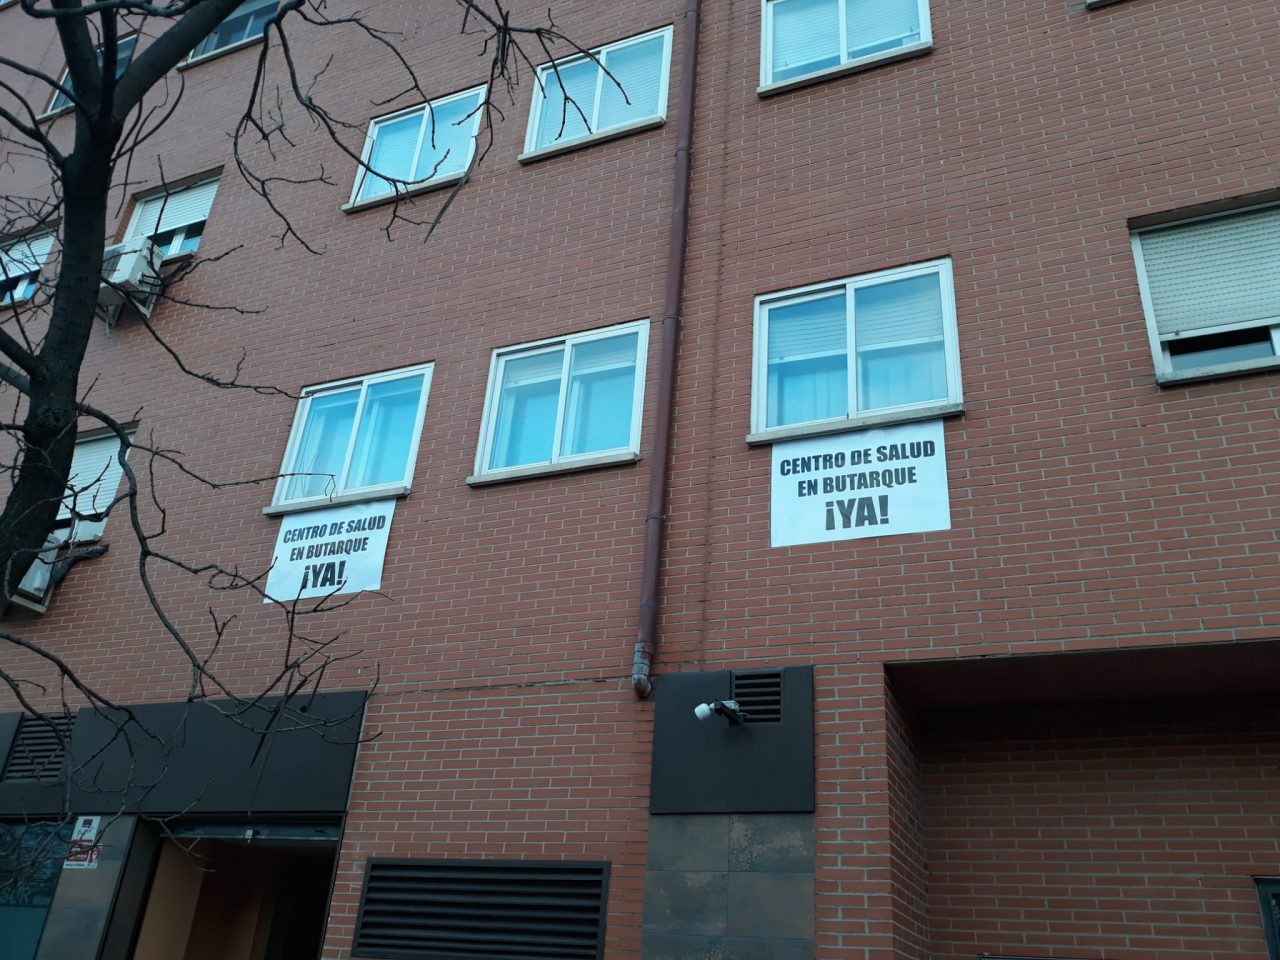 CENTRO DE SALUD
EN BUTARQUE
¡YA!
CENTRO DE SALUD
EN BUTARQUE
¡YA!